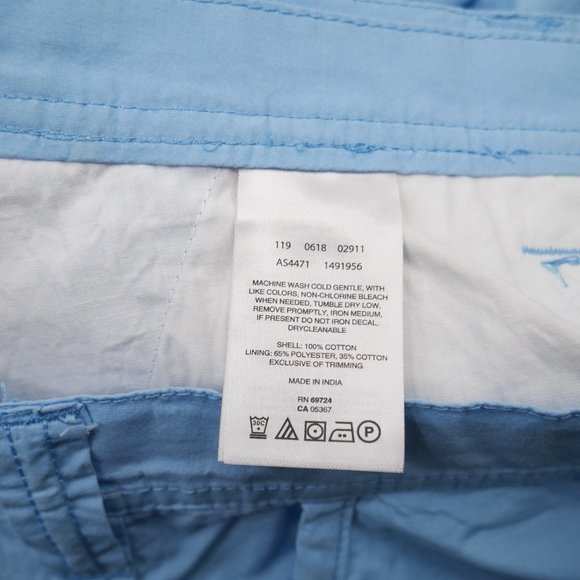 119 0618 02911
AS4471 1491956
MACHINE WASH COLD GENTLE, WITH
LIKE COLORS, NON-CHLORINE BLEACH
WHEN NEEDED, TUMBLE DRY LOW,
REMOVE PROMPTLY, IRON MEDIUM.
IF PRESENT DO NOT IRON DECAL,
DRYCLEANABLE
SHELL: 100% COTTON
LINING: 65% POLYESTER, 35% COTTON
EXCLUSIVE OF TRIMMING
MADE IN INDIA
RN 69724
CA 05367
30C P